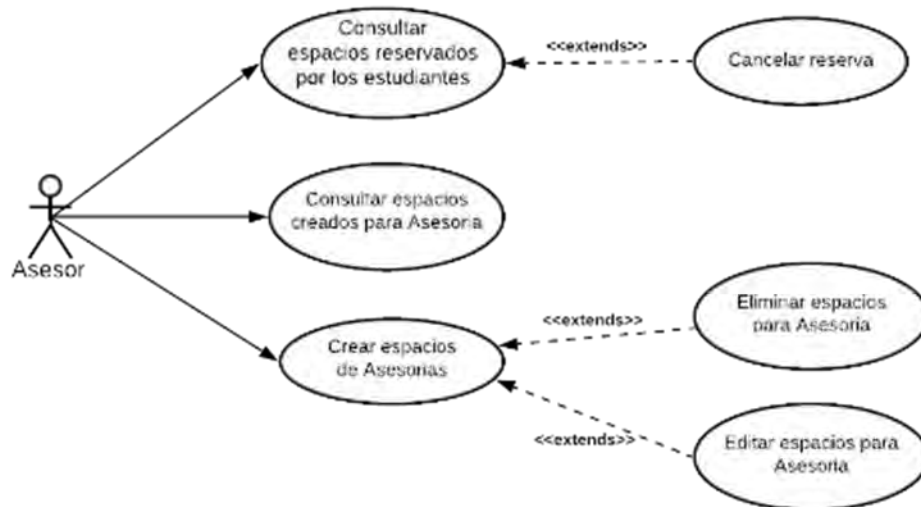 Consultar
espacios reservados
por los estudiantes
<<extends>>
Cancelar reserva
Consultar espacios
creados para Asesoria
Asesor
Crear espacios
de Asesorias
<<extends>>
Eliminar espacios
para Asesoria
<<extends>>
Editar espacios para
Asesoria